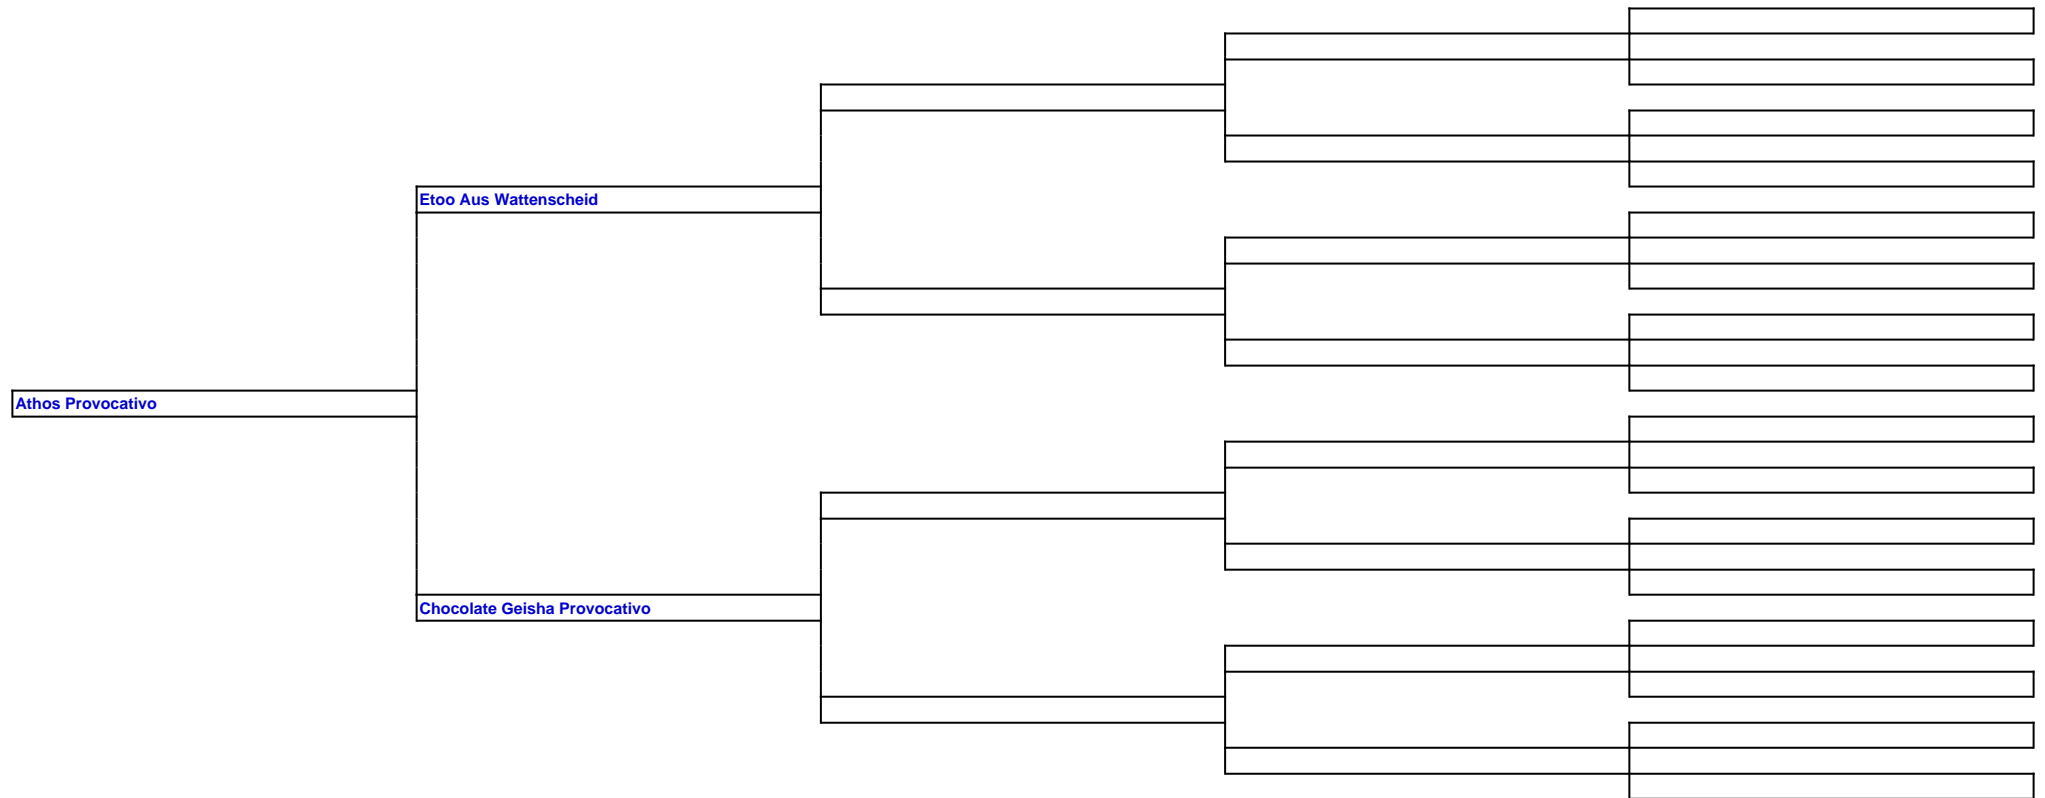 Etoo Aus Wattenscheid
Athos Provocativo
Chocolate Geisha Provocativo